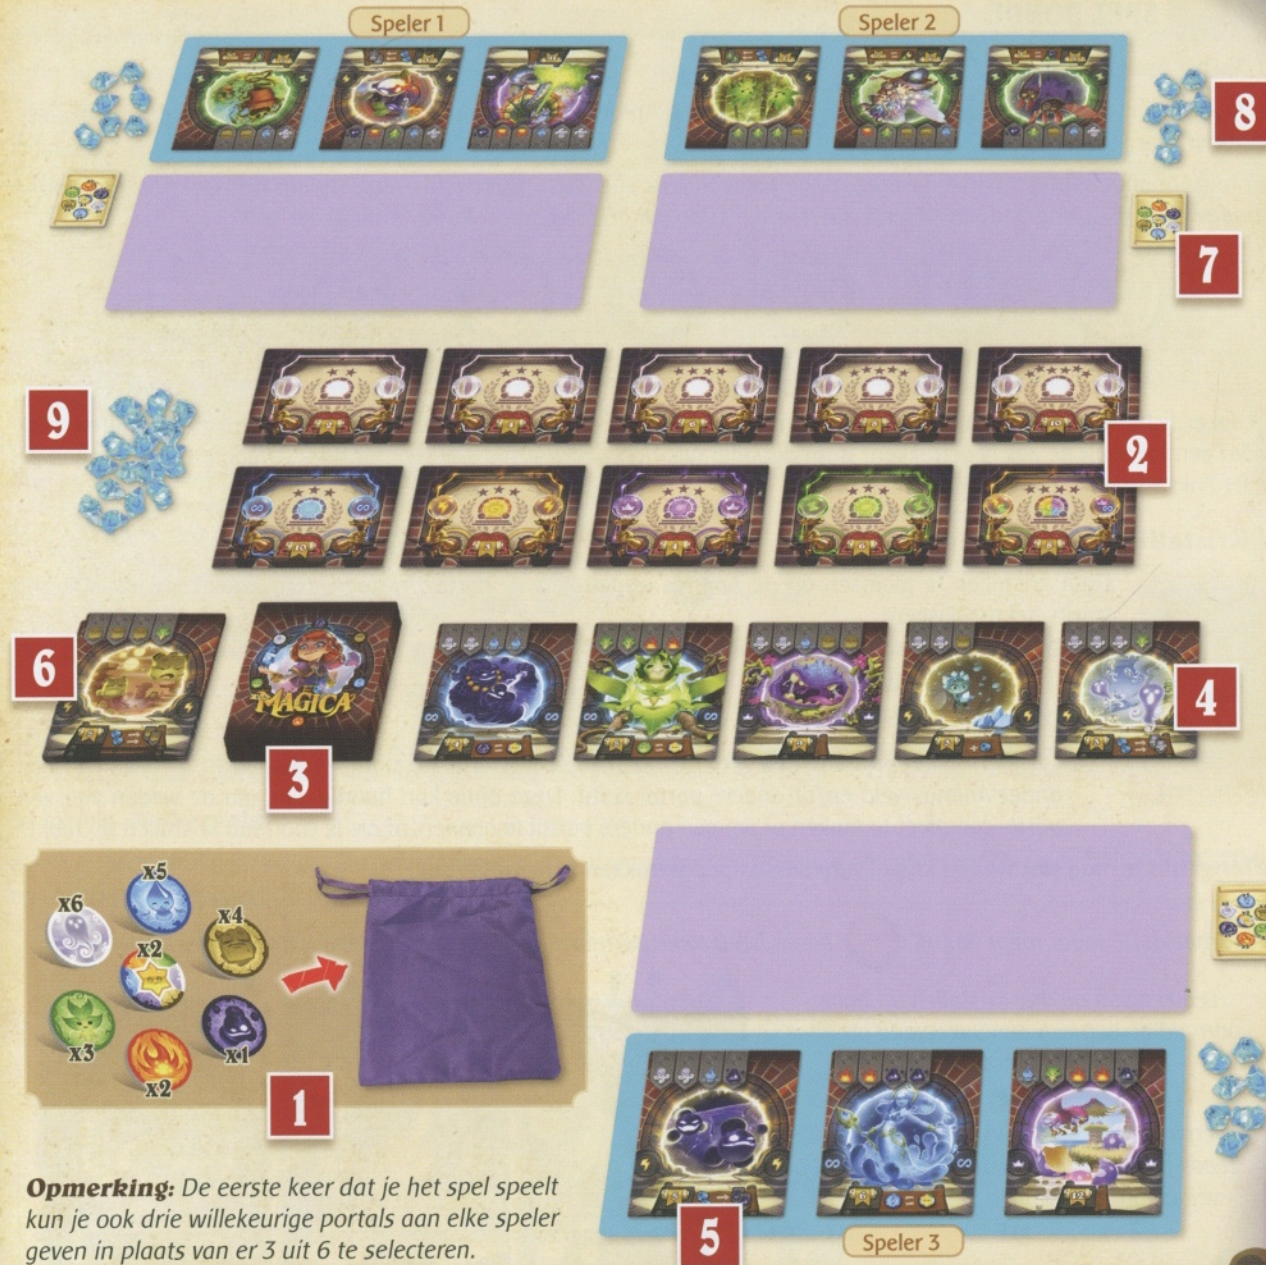 Speler 1
Speler 2
8
7
9
2
6
MAGICA
3
4
x5
x6
x4
x2
x3
x1
x2
1
Opmerking: De eerste keer dat je het spel speelt
kun je ook drie willekeurige portals aan elke speler
geven in plaats van er 3 uit 6 te selecteren.
5
Speler 3